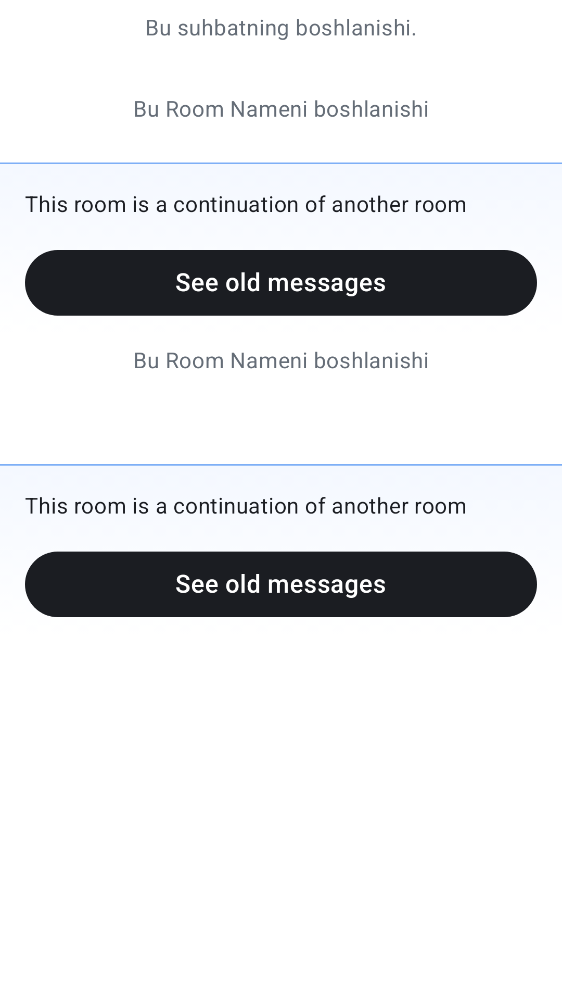 Bu suhbatning boshlanishi.
Bu Room Nameni boshlanishi
This room is a continuation of another room
See old messages
Bu Room Nameni boshlanishi
This room is a continuation of another room
See old messages